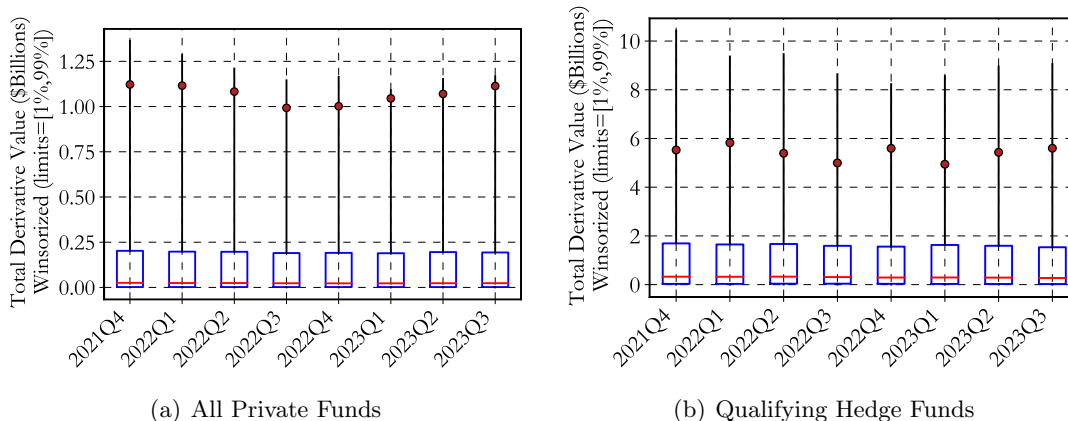 Total Derivative Value ($Billions)
Winsorized (limits=[1%,99%])
1.25
1.00
0.75
0.50
0.25
0.00
2021Q4
2022Q1
2022Q2
2022Q3
2022Q4
2023Q1
2023Q2
2023Q3
(a) All Private Funds
Total Derivative Value ($Billions)
Winsorized (limits=[1%,99%])
10
8
6
4
2
0
2021Q4
2022Q1
2022Q2
2022Q3
2022Q4
2023Q1
2023Q2
2023Q3
(b) Qualifying Hedge Funds